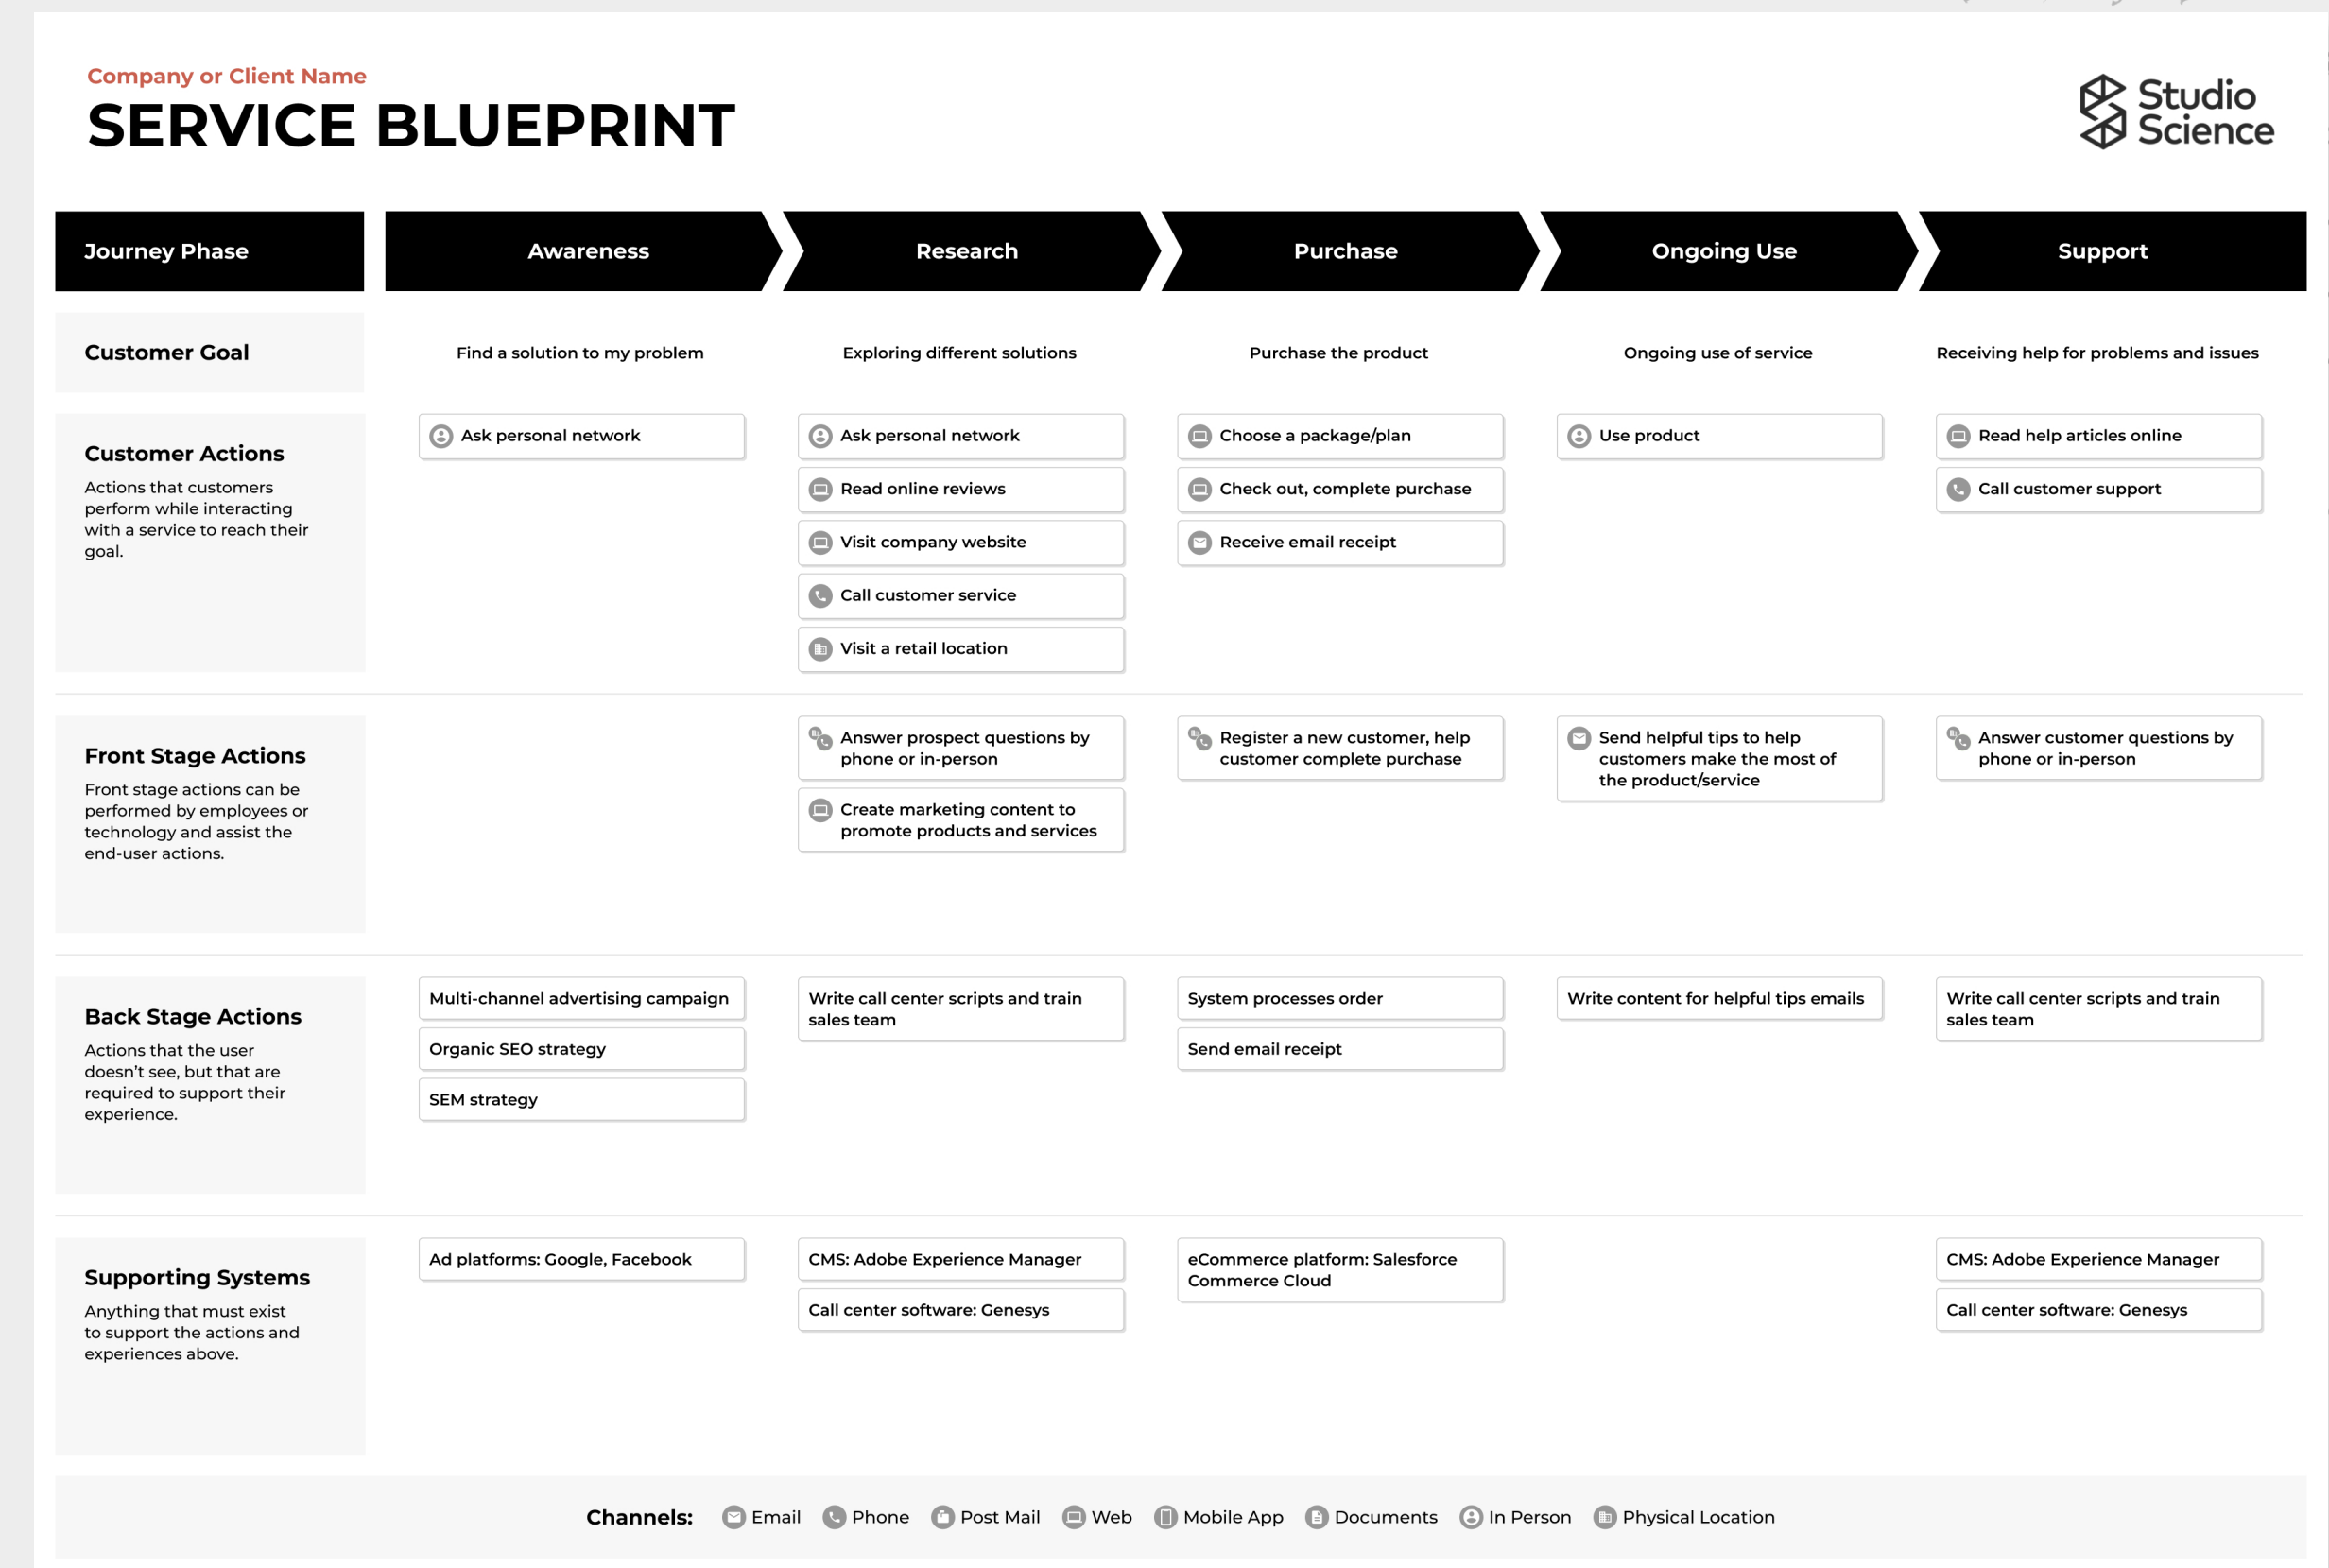 Company or Client Name
SERVICE BLUEPRINT
Studio
Science
Journey Phase
Awareness
Research
Purchase
Ongoing Use
Support
Customer Goal
Find a solution to my problem
Exploring different solutions
Purchase the product
Ongoing use of service
Receiving help for problems and issues
Customer Actions
Actions that customers
perform while interacting
with a service to reach their
goal.
Ask personal network
Ask personal network
Read online reviews
Visit company website
Call customer service
Visit a retail location
Choose a package/plan
Check out, complete purchase
Receive email receipt
Use product
Read help articles online
Call customer support
Front Stage Actions
Front stage actions can be
performed by employees or
technology and assist the
end-user actions.
Answer prospect questions by
phone or in-person
Create marketing content to
promote products and services
Register a new customer, help
customer complete purchase
Send helpful tips to help
customers make the most of
the product/service
Answer customer questions by
phone or in-person
Back Stage Actions
Actions that the user
doesn't see, but that are
required to support their
experience.
Multi-channel advertising campaign
Organic SEO strategy
SEM strategy
Write call center scripts and train
sales team
System processes order
Send email receipt
Write content for helpful tips emails
Write call center scripts and train
sales team
Supporting Systems
Anything that must exist
to support the actions and
experiences above.
Ad platforms: Google, Facebook
CMS: Adobe Experience Manager
Call center software: Genesys
eCommerce platform: Salesforce
Commerce Cloud
CMS: Adobe Experience Manager
Call center software: Genesys
Channels:
Email
Phone
Post Mail
Web
Mobile App
Documents
In Person
Physical Location